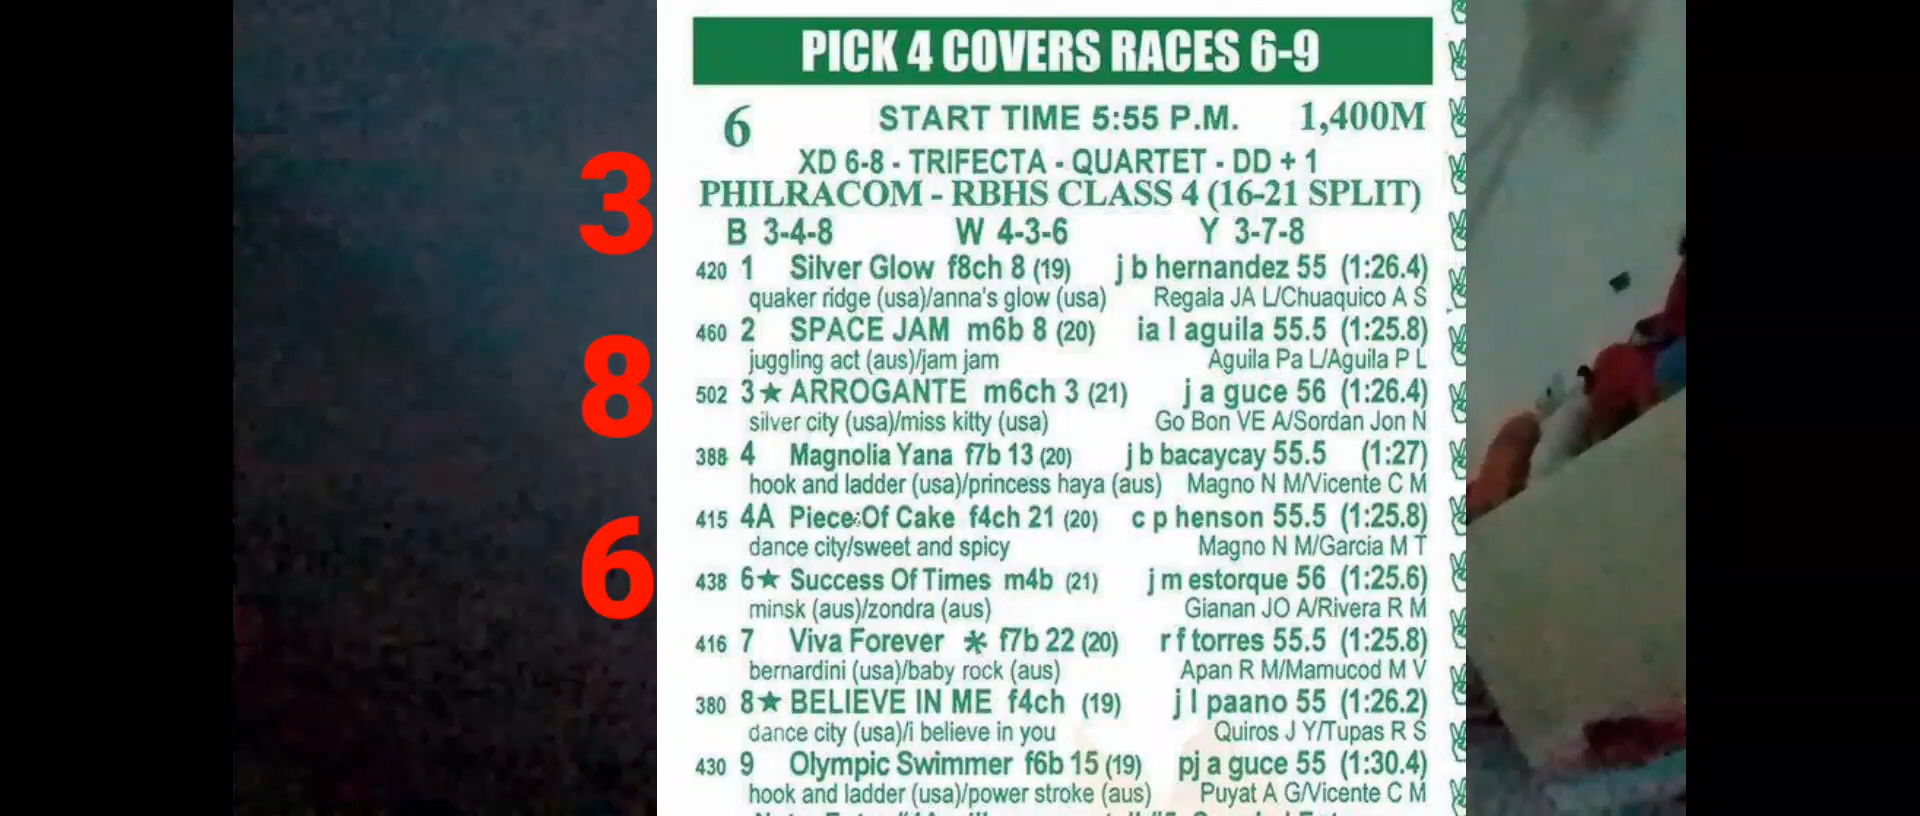 PICK 4 COVERS RACES 6-9
6 START TIME 5:55 P.M. 1,400M
XD 6-8 - TRIFECTA - QUARTET - DD + 1
3
PHILRACOM - RBHS CLASS 4 (16-21 SPLIT)
B 3-4-8 W 4-3-6 Y 3-7-8
420 1 Silver Glow f8ch 8 (19) j b hernandez 55 (1:26.4)
quaker ridge (usa)/anna's glow (usa) Regala JA L/Chuaquico A S
460 2 SPACE JAM m6b 8 (20) ia l aguila 55.5 (1:25.8)
juggling act (aus)/jam jam Aguila Pa L/Aguila P L
8
502 3★ ARROGANTE m6ch 3 (21) j a guce 56 (1:26.4)
silver city (usa)/miss kitty (usa) Go Bon VE A/Sordan Jon N
388 4 Magnolia Yana f7b 13 (20) j b bacaycay 55.5 (1:27)
hook and ladder (usa)/princess haya (aus) Magno N M/Vicente C M
415 4A Piece Of Cake f4ch 21 (20) c p henson 55.5 (1:25.8)
dance city/sweet and spicy Magno N M/Garcia M T
6
438 6★ Success Of Times m4b (21) j m estorque 56 (1:25.6)
minsk (aus)/zondra (aus) Gianan JO A/Rivera R M
416 7 Viva Forever * f7b 22 (20) r f torres 55.5 (1:25.8)
bernardini (usa)/baby rock (aus) Apan R M/Mamucod M V
380 8★ BELIEVE IN ME f4ch (19) j l paano 55 (1:26.2)
dance city (usa)/i believe in you Quiros J Y/Tupas R S
430 9 Olympic Swimmer f6b 15 (19) pj a guce 55 (1:30.4)
hook and ladder (usa)/power stroke (aus) Puyat A G/Vicente C M